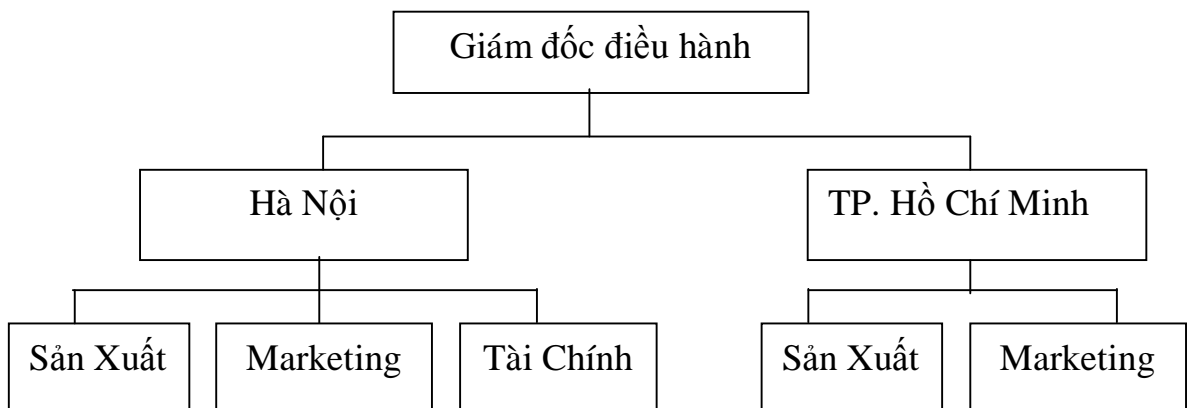 Giám đốc điều hành
Hà Nội
TP. Hồ Chí Minh
Sản Xuất
Marketing
Tài Chính
Sản Xuất
Marketing